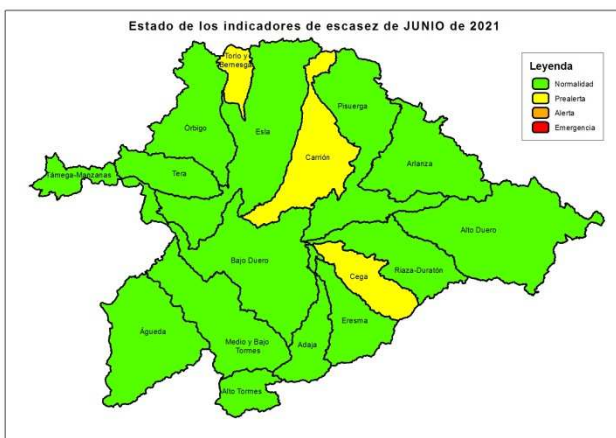 Estado de los indicadores de escasez de JUNIO de 2021
Leyenda
Normalidad
Prealerta
Alerta
Emergencia
Torío y
Bernesga
Órbigo
Esla
Pisuerga
Carrión
Arlanza
Támega-Manzanas
Tera
Alto Duero
Bajo Duero
Riaza-Duratón
Cega
Águeda
Medio y Bajo
Tormes
Adaja
Eresma
Alto Tormes